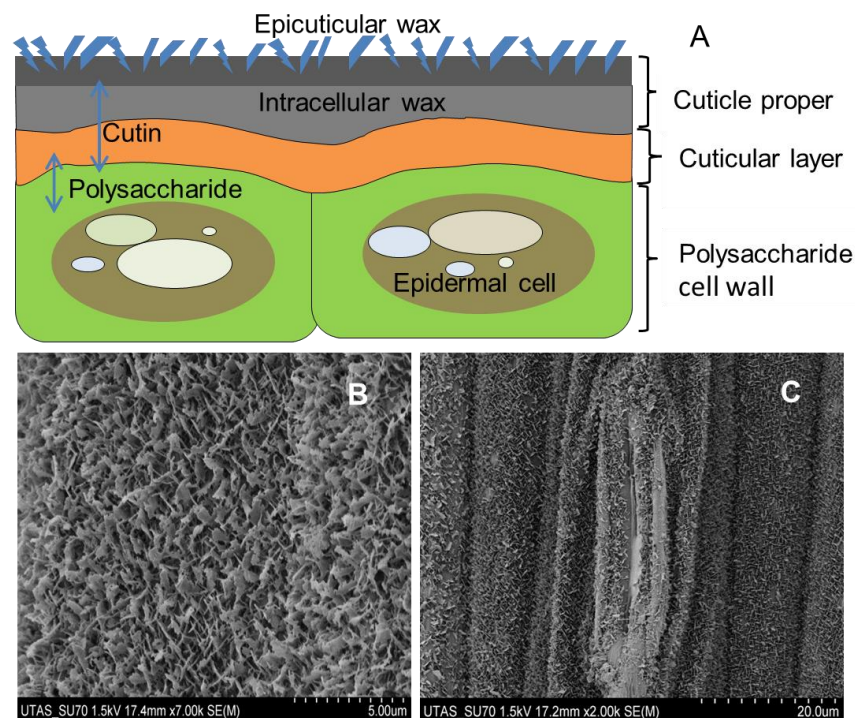 Epicuticular wax
A
Intracellular wax
Cuticle proper
Cutin
Cuticular layer
Polysaccharide
Epidermal cell
Polysaccharide
cell wall
B
C
UTAS_SU70 1.5kV 17.4mm x7.00k SE(M) 5.00um
UTAS_SU70 1.5kV 17.2mm x2.00k SE(M) 20.0um